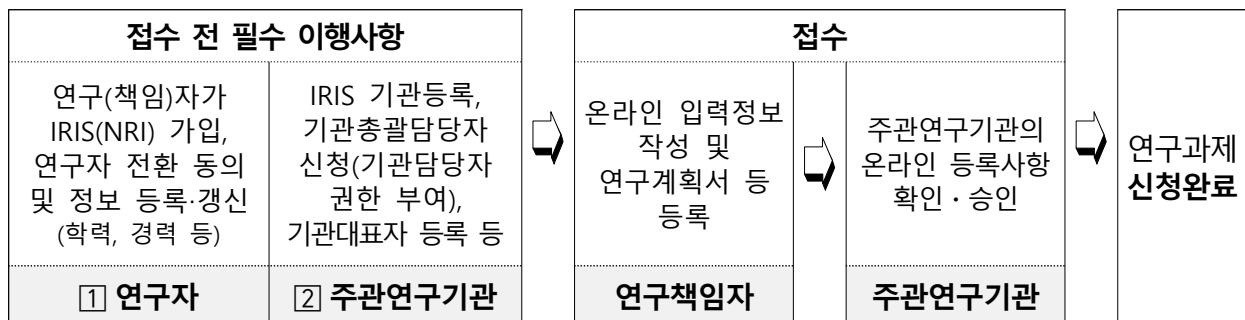 접수 전 필수 이행사항
연구(책임)자가
IRIS(NRI) 가입,
연구자 전환 동의
및 정보 등록·갱신
(학력, 경력 등)
1 연구자
IRIS 기관등록,
기관총괄담당자
신청(기관담당자
권한 부여),
기관대표자 등록 등
2 주관연구기관
접수
온라인 입력정보
작성 및
연구계획서 등
등록
연구책임자
주관연구기관의
온라인 등록사항
확인・승인
주관연구기관
연구과제
신청완료